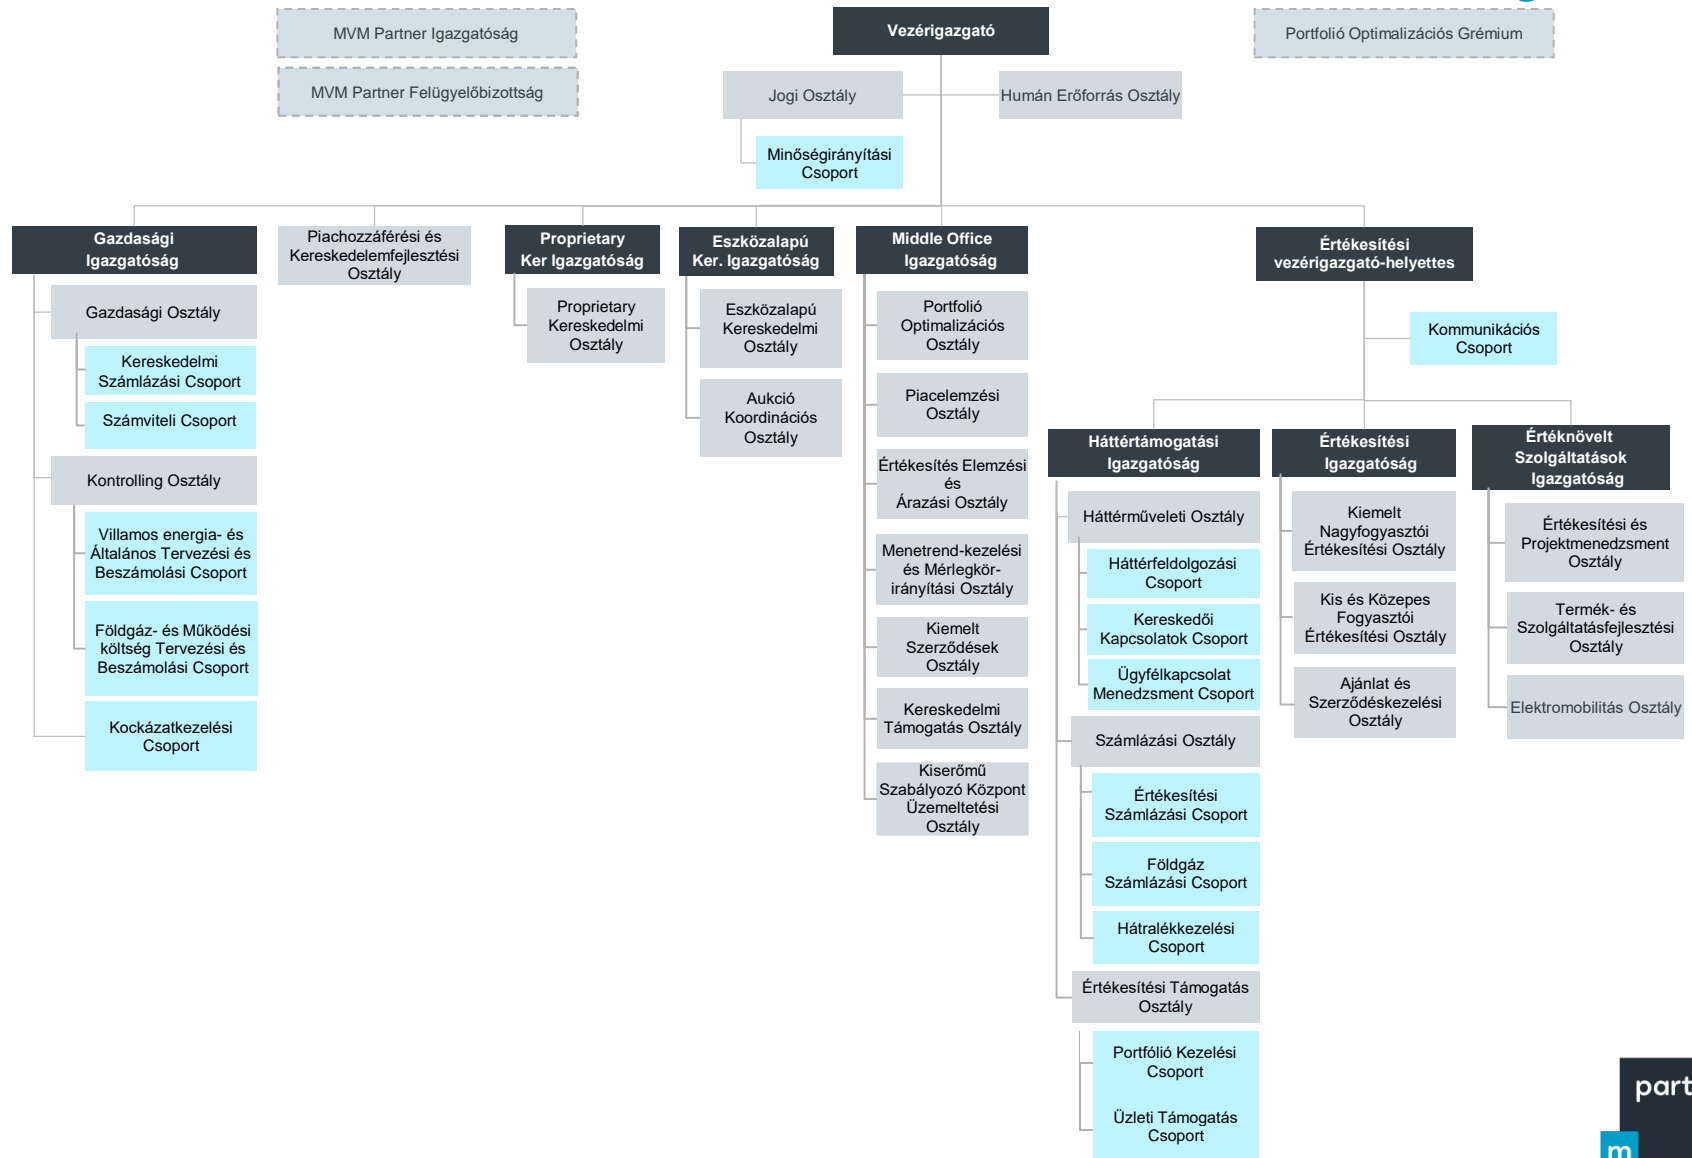 MVM Partner Igazgatóság
Vezérigazgató
Portfolió Optimalizációs Grémium
MVM Partner Felügyelőbizottság
Jogi Osztály
Humán Erőforrás Osztály
Minőségirányítási
Csoport
Gazdasági
Igazgatóság
Piachozzáférési és
Kereskedelemfejlesztési
Osztály
Proprietary
Ker Igazgatóság
Eszközalapú
Ker. Igazgatóság
Middle Office
Igazgatóság
Értékesítési
vezérigazgató-helyettes
Gazdasági Osztály
Kereskedelmi
Számlázási Csoport
Számviteli Csoport
Kontrolling Osztály
Villamos energia- és
Általános Tervezési és
Beszámolási Csoport
Földgáz- és Működési
költség Tervezési és
Beszámolási Csoport
Kockázatkezelési
Csoport
Proprietary
Kereskedelmi
Osztály
Eszközalapú
Kereskedelmi
Osztály
Aukció
Koordinációs
Osztály
Portfolió
Optimalizációs
Osztály
Piacelemzési
Osztály
Értékesítés Elemzési
és
Árazási Osztály
Menetrend-kezelési
és Mérlegkör-
irányítási Osztály
Kiemelt
Szerződések
Osztály
Kereskedelmi
Támogatás Osztály
Kiserőmű
Szabályozó Központ
Üzemeltetési
Osztály
Kommunikációs
Csoport
Háttértámogatási
Igazgatóság
Háttérműveleti Osztály
Háttérfeldolgozási
Csoport
Kereskedői
Kapcsolatok Csoport
Ügyfélkapcsolat
Menedzsment Csoport
Számlázási Osztály
Értékesítési
Számlázási Csoport
Földgáz
Számlázási Csoport
Hátralékkezelési
Csoport
Értékesítési Támogatás
Osztály
Portfólió Kezelési
Csoport
Üzleti Támogatás
Csoport
Értékesítési
Igazgatóság
Kiemelt
Nagyfogyasztói
Értékesítési Osztály
Kis és Közepes
Fogyasztói
Értékesítési Osztály
Ajánlat és
Szerződéskezelési
Osztály
Értéknövelt
Szolgáltatások
Igazgatóság
Értékesítési és
Projektmenedzsment
Osztály
Termék- és
Szolgáltatásfejlesztési
Osztály
Elektromobilitás Osztály
part
m